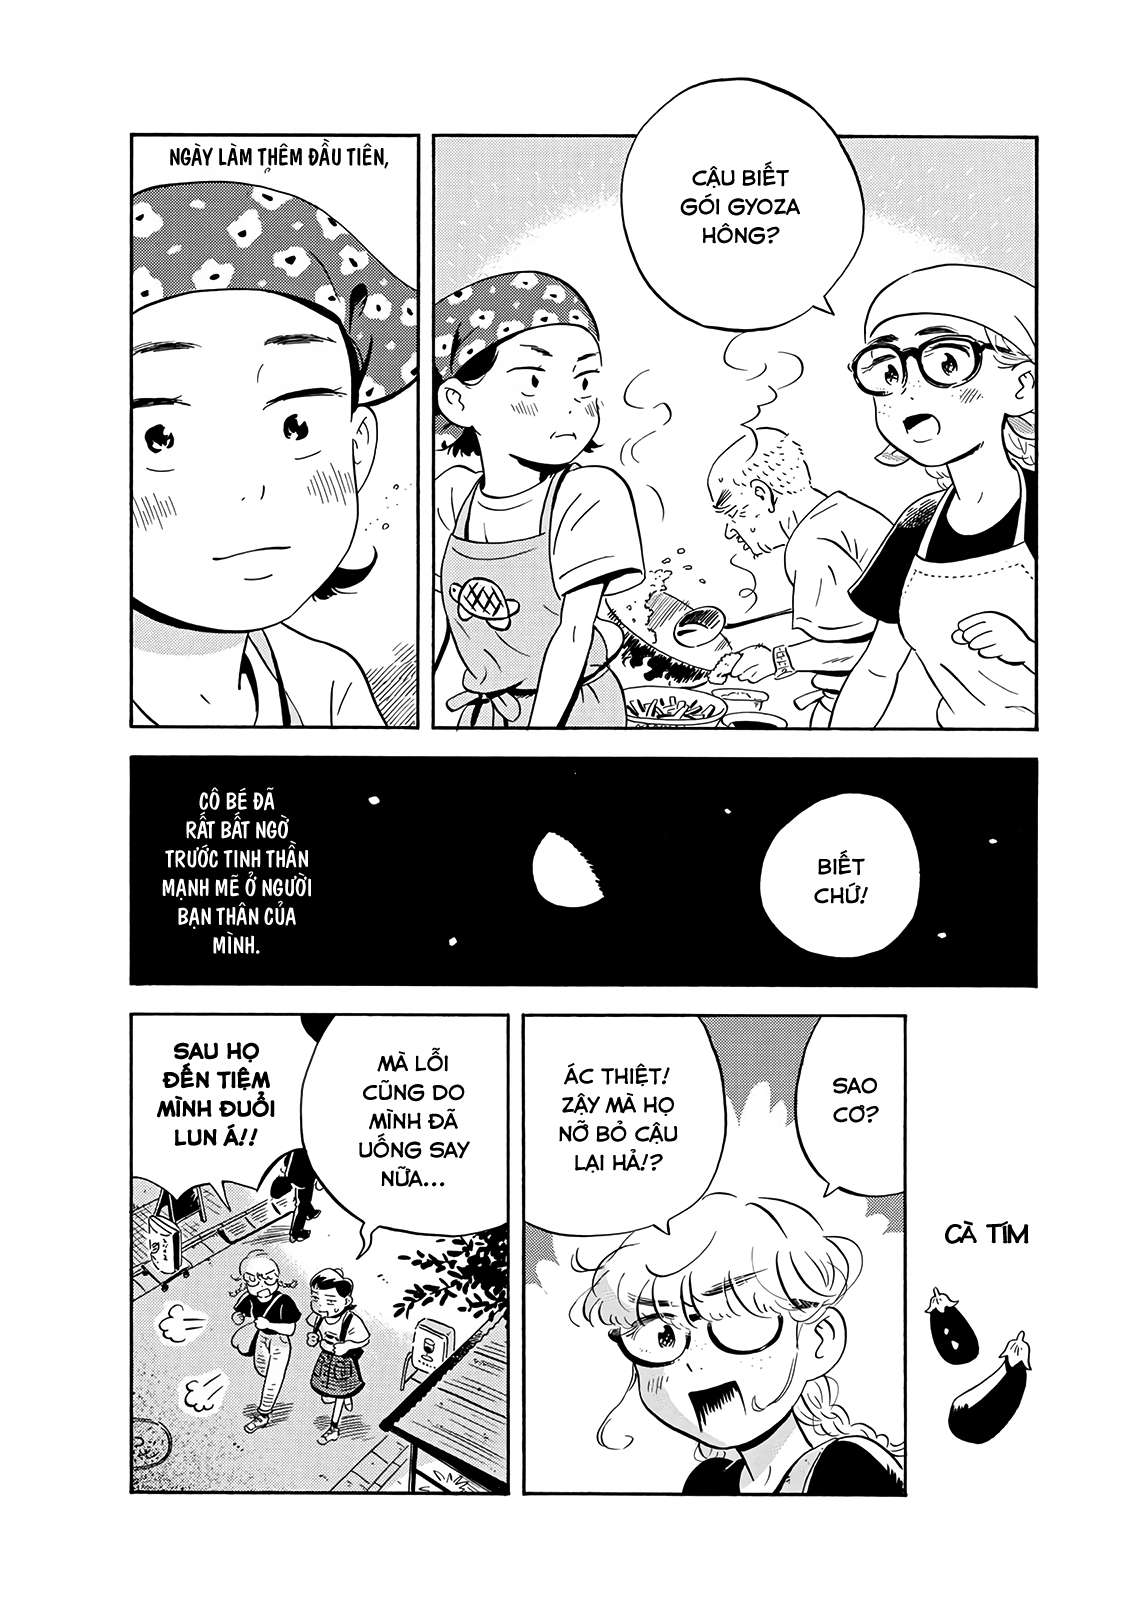 CẬU BIẾT
GÓI GYOZA
HÔNG?
NGÀY LÀM THÊM ĐẦU TIÊN,
BIẾT
CHỨ!
CÔ BÉ ĐÃ
RẤT BẤT NGỜ
TRƯỚC TINH THẦN
MẠNH MẼ Ở NGƯỜI
BẠN THÂN CỦA
MÌNH.
CÀ TÍM
SAO
CƠ?
ÁC THIỆT!
ZẬY MÀ HỌ
NỠ BỎ CẬU
LẠI HẢ!?
MÀ LỖI
CŨNG DO
MÌNH ĐÃ
UỐNG SAY
NỮA...
SAU HỌ
ĐẾN TIỆM
MÌNH ĐUỔI
LUN Á!!